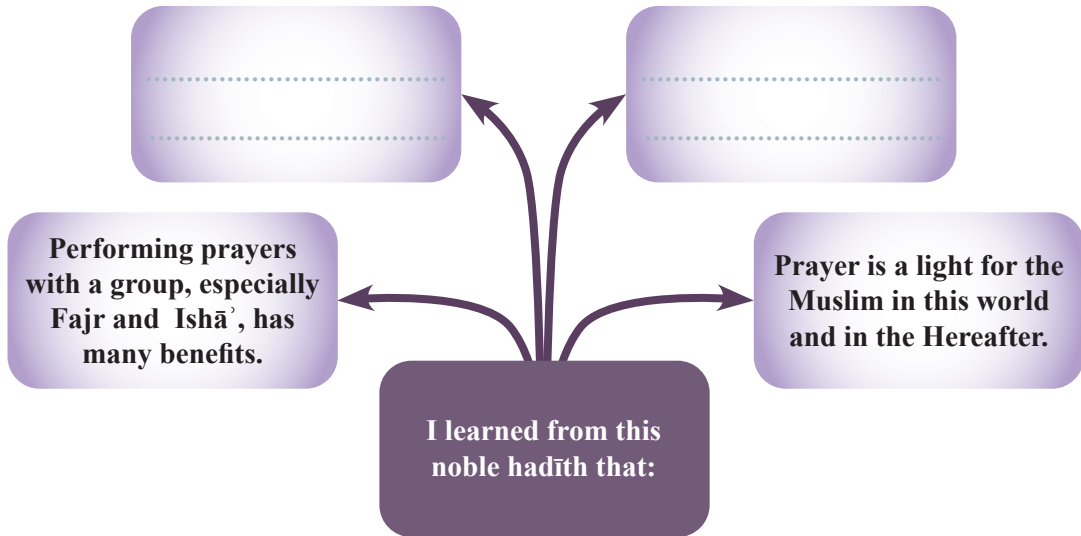 Performing prayers
with a group, especially
Fajr and Ishāʾ, has
many benefits.
Prayer is a light for the
Muslim in this world
and in the Hereafter.
I learned from this
noble hadīth that: